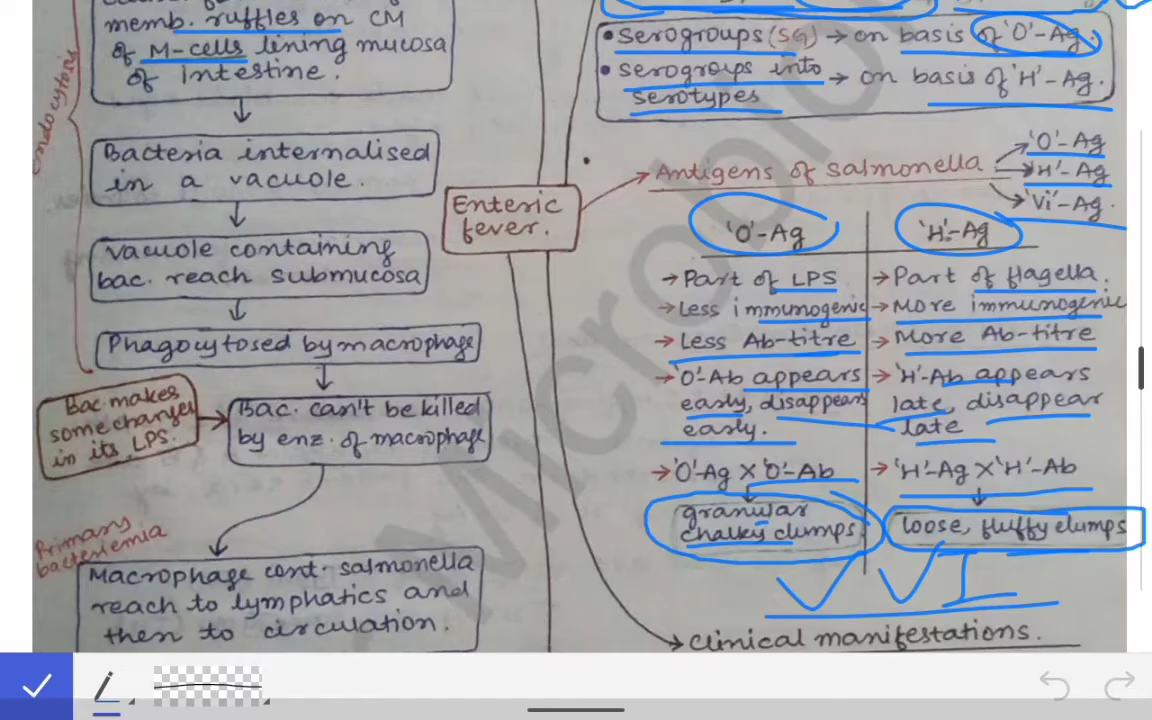 memb. ruffles on CM
of M-cells lining mucosa
of intestine.
Endocytosis
Bacteria internalised
in a vacuole.
Vacuole containing
bac. reach submucosa
Phagocytosed by macrophage
Bac. makes
some changes
in its LPS.
Bac. can't be killed
by enz. of macrophage
Primary
bacteriemia
Macrophage cont. salmonella
reach to lymphatics and
then to circulation.
Enteric
fever.
• Serogroups (SG) → on basis of 'O'-Ag.
• Serogroups into → on basis of 'H'-Ag.
serotypes
Antigens of salmonella
'O'-Ag
'H'-Ag
'Vi'-Ag.
'O'-Ag
→ Part of LPS
→ Less immunogenic
→ Less Ab-titre
→ 'O'-Ab appears
early, disappears
early.
→ 'O'-Ag X 'O'-Ab
granular
chalky clumps
'H'-Ag
→ Part of flagella.
→ More immunogenic
→ More Ab-titre
→ 'H'-Ab appears
late, disappear
late
→ 'H'-Ag X 'H'-Ab
loose, fluffy clumps
VVI
→ Clinical manifestations.
Microbio